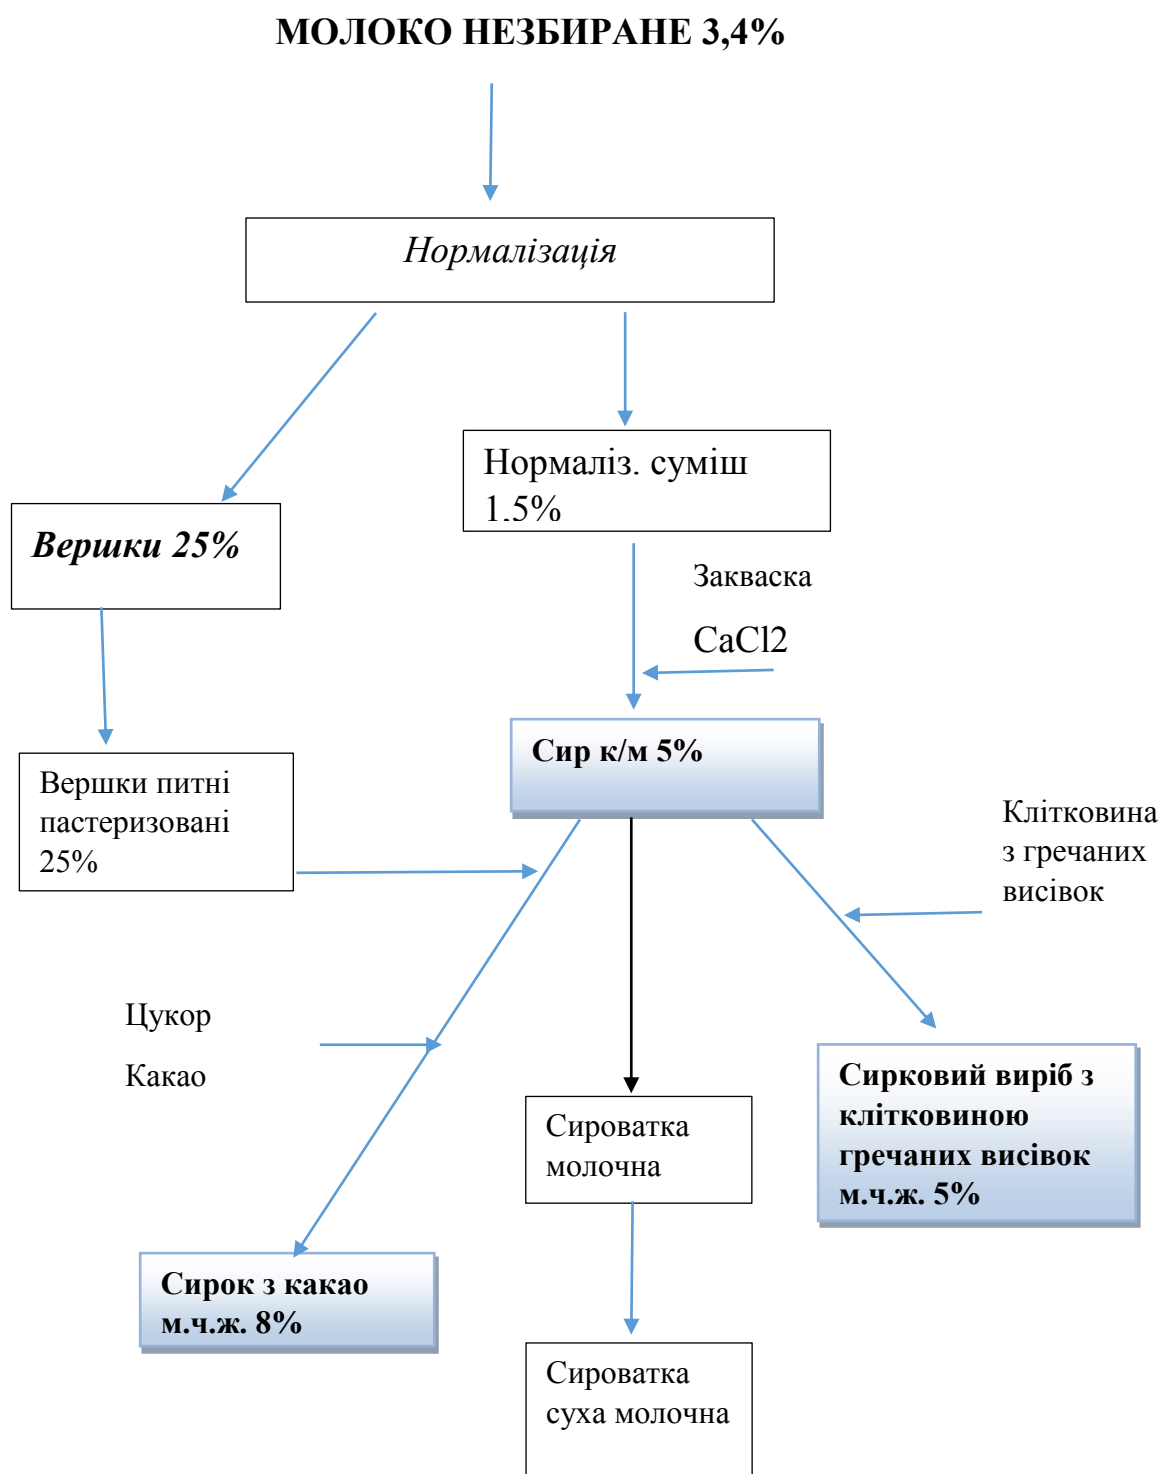 МОЛОКО НЕЗБИРАНЕ 3,4%
Нормалізація
Нормаліз. суміш
1,5%
Вершки 25%
Закваска
CaCl2
Сир к/м 5%
Вершки питні
пастеризовані
25%
Клітковина
з гречаних
висівок
Цукор
Какао
Сирковий виріб з
клітковиною
гречаних висівок
м.ч.ж. 5%
Сироватка
молочна
Сирок з какао
м.ч.ж. 8%
Сироватка
суха молочна